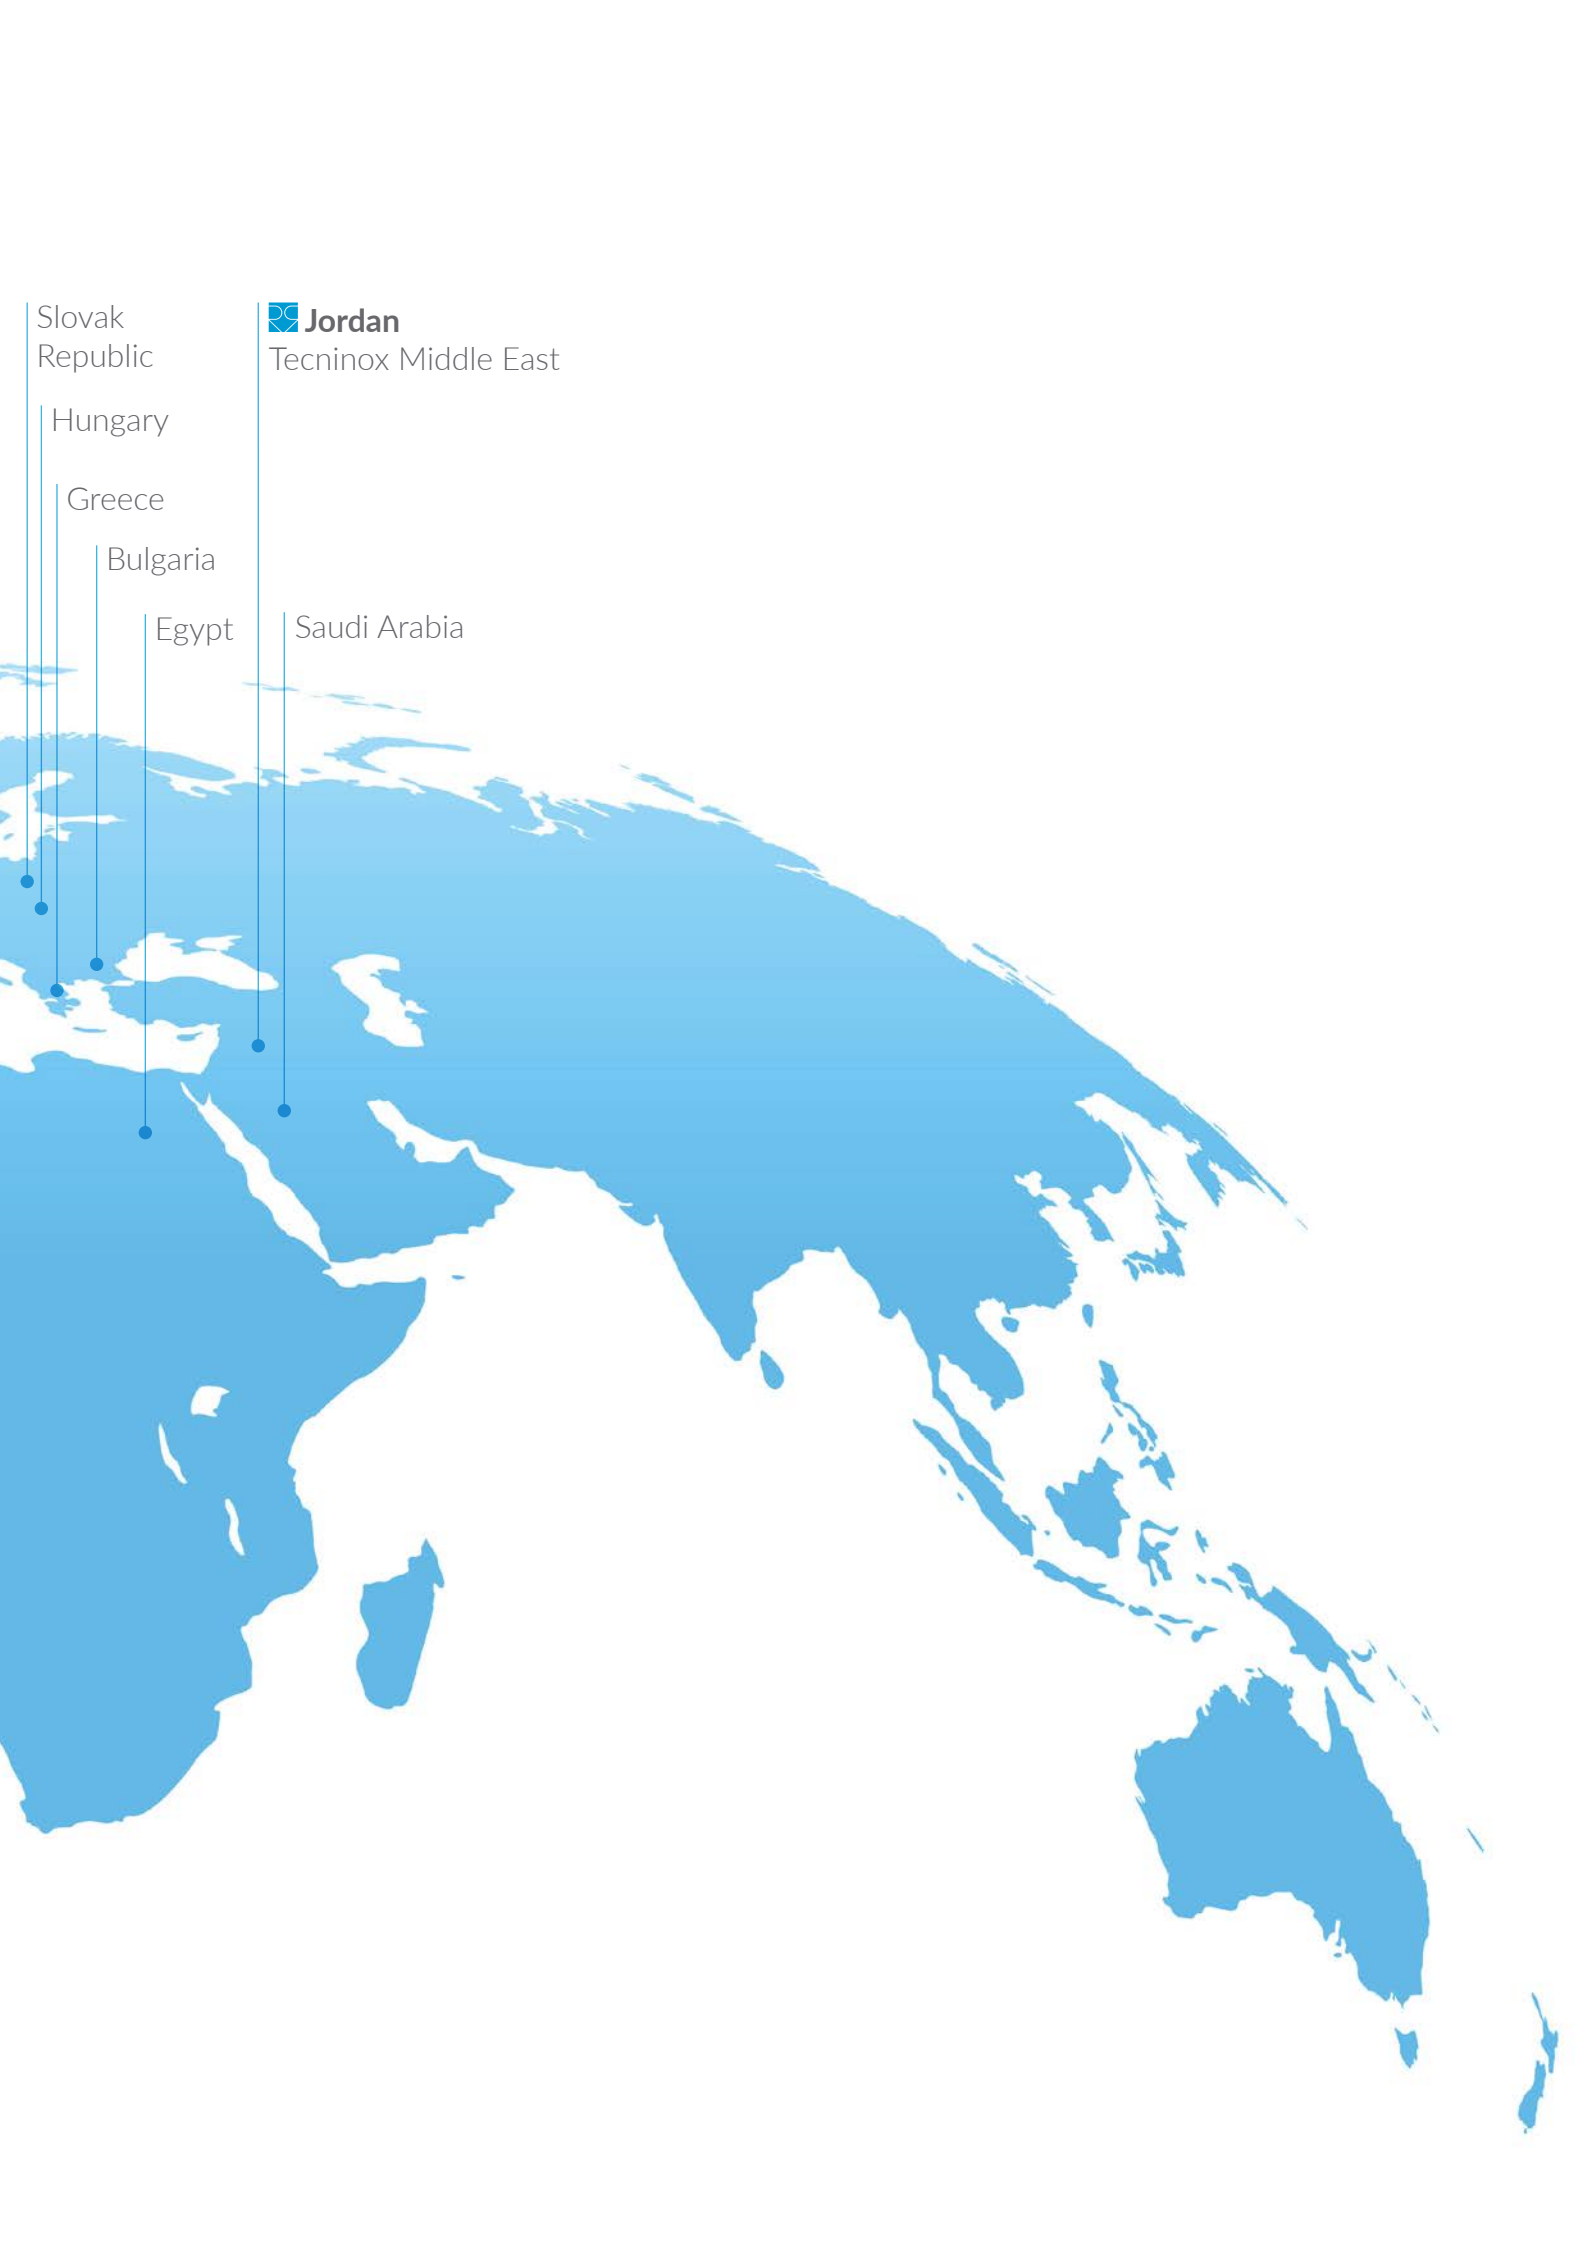 Slovak
Republic
Hungary
Greece
Bulgaria
Egypt
Jordan
Tecninox Middle East
Saudi Arabia